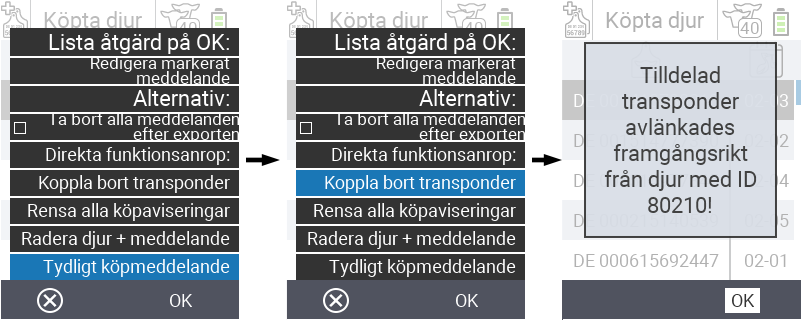 Köpta djur
40
Lista åtgärd på OK:
Redigera markerat
meddelande
Alternativ:
Ta bort alla meddelanden
efter exporten
Direkta funktionsanrop:
Koppla bort transponder
Rensa alla köpaviseringar
Radera djur + meddelande
Tydligt köpmeddelande
OK
Köpta djur
40
Lista åtgärd på OK:
Redigera markerat
meddelande
Alternativ:
Ta bort alla meddelanden
efter exporten
Direkta funktionsanrop:
Koppla bort transponder
Rensa alla köpaviseringar
Radera djur + meddelande
Tydligt köpmeddelande
OK
Köpta djur
56789
40
Tilldelad
transponder
avlänkades
framgångsrikt
från djur med ID
80210!
DE 000615692447 02-01
OK